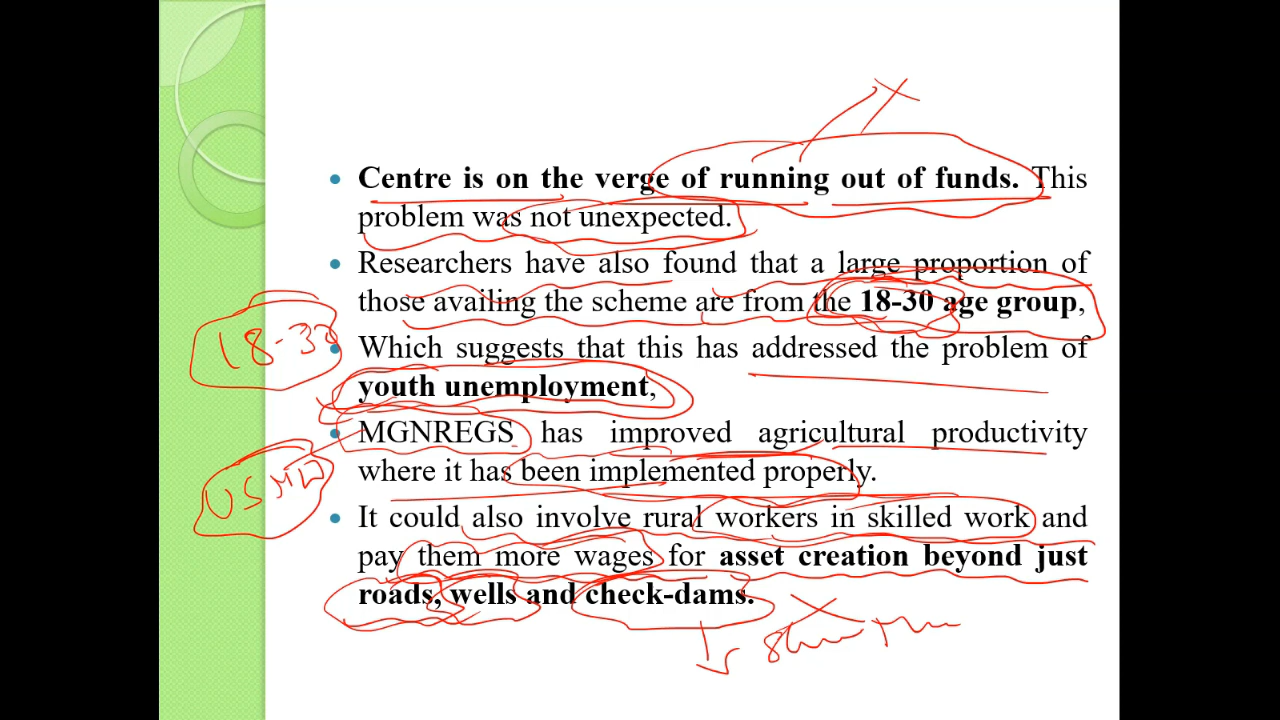 Centre is on the verge of running out of funds. This
problem was not unexpected.
Researchers have also found that a large proportion of
those availing the scheme are from the 18-30 age group,
18-30
Which suggests that this has addressed the problem of
youth unemployment,
MGNREGS has improved agricultural productivity
where it has been implemented properly.
It could also involve rural workers in skilled work and
pay them more wages for asset creation beyond just
roads, wells and check-dams.